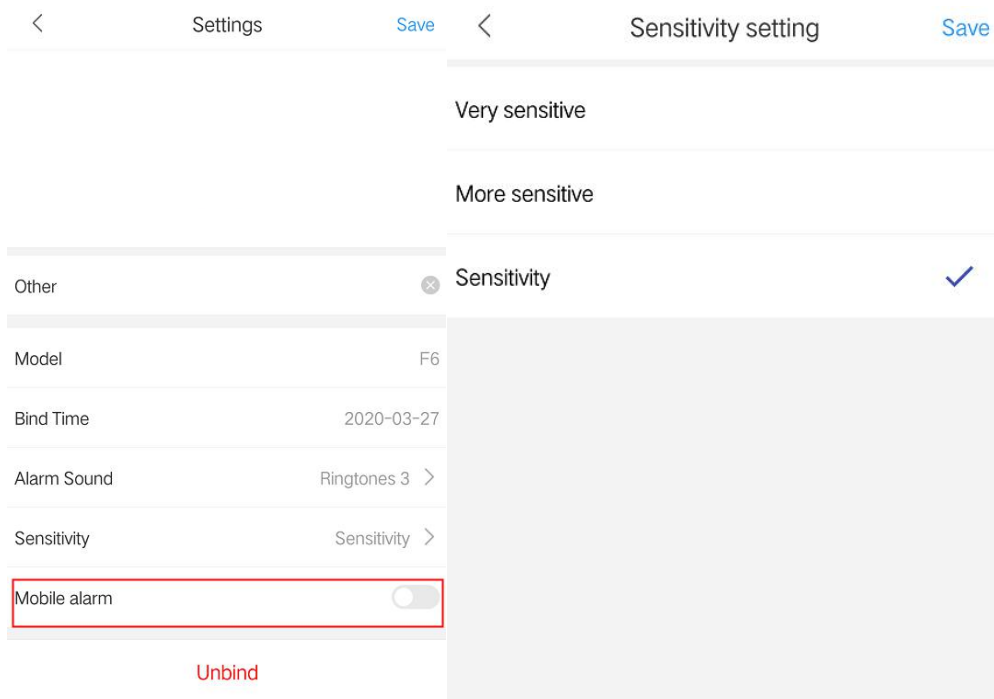 Settings Save
Other
Model F6
Bind Time 2020-03-27
Alarm Sound Ringtones 3
Sensitivity Sensitivity
Mobile alarm
Unbind
Sensitivity setting Save
Very sensitive
More sensitive
Sensitivity